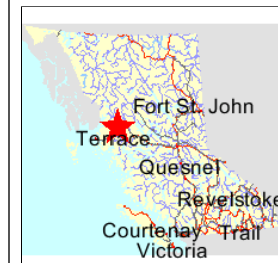 Fort St. John
Terrace
Quesnel
Revelstoke
Courtenay
Trail
Victoria